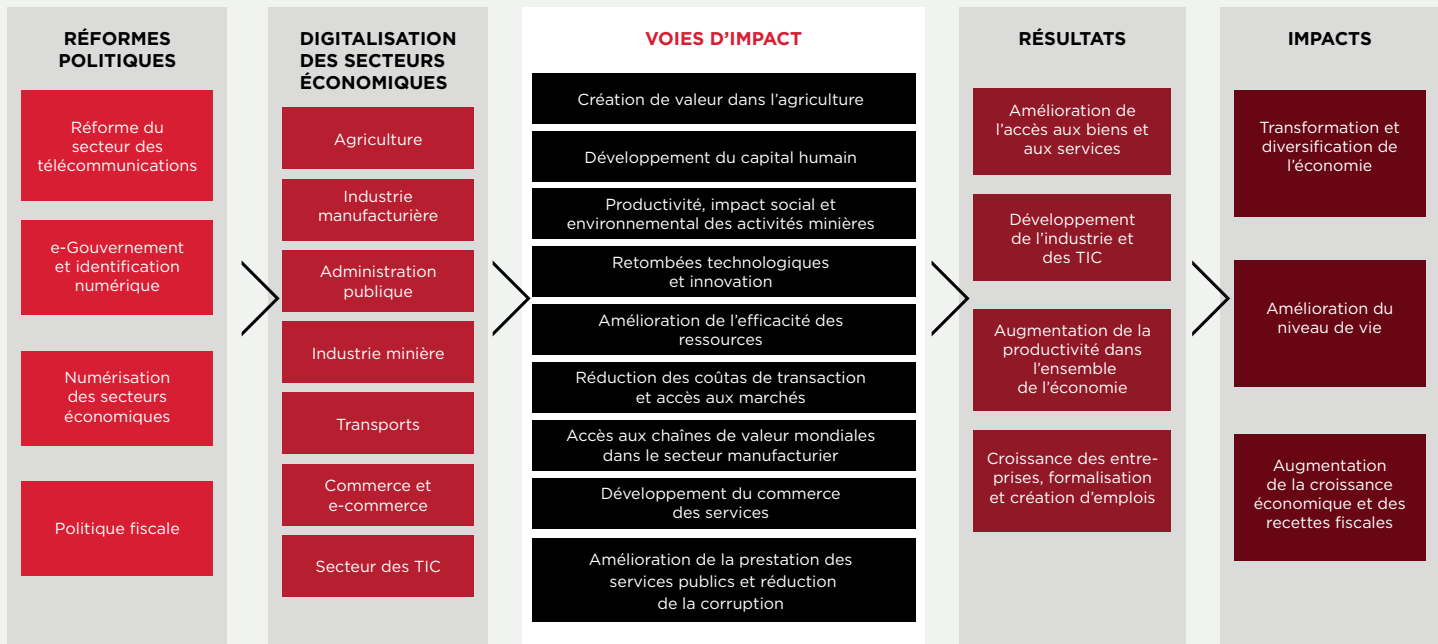 RÉFORMES
POLITIQUES
Réforme du
secteur des
télécommunications
e-Gouvernement
et identification
numérique
Numérisation
des secteurs
économiques
Politique fiscale
DIGITALISATION
DES SECTEURS
ÉCONOMIQUES
Agriculture
Industrie
manufacturière
Administration
publique
Industrie minière
Transports
Commerce et
e-commerce
Secteur des TIC
VOIES D’IMPACT
Création de valeur dans l’agriculture
Développement du capital humain
Productivité, impact social et
environnemental des activités minières
Retombées technologiques
et innovation
Amélioration de l’efficacité des
ressources
Réduction des coûtas de transaction
et accès aux marchés
Accès aux chaînes de valeur mondiales
dans le secteur manufacturier
Développement du commerce
des services
Amélioration de la prestation des
services publics et réduction
de la corruption
RÉSULTATS
Amélioration de
l’accès aux biens et
aux services
Développement
de l’industrie et
des TIC
Augmentation de la
productivité dans
l’ensemble
de l’économie
Croissance des entre-
prises, formalisation
et création d’emplois
IMPACTS
Transformation et
diversification de
l’économie
Amélioration du
niveau de vie
Augmentation
de la croissance
économique et des
recettes fiscales